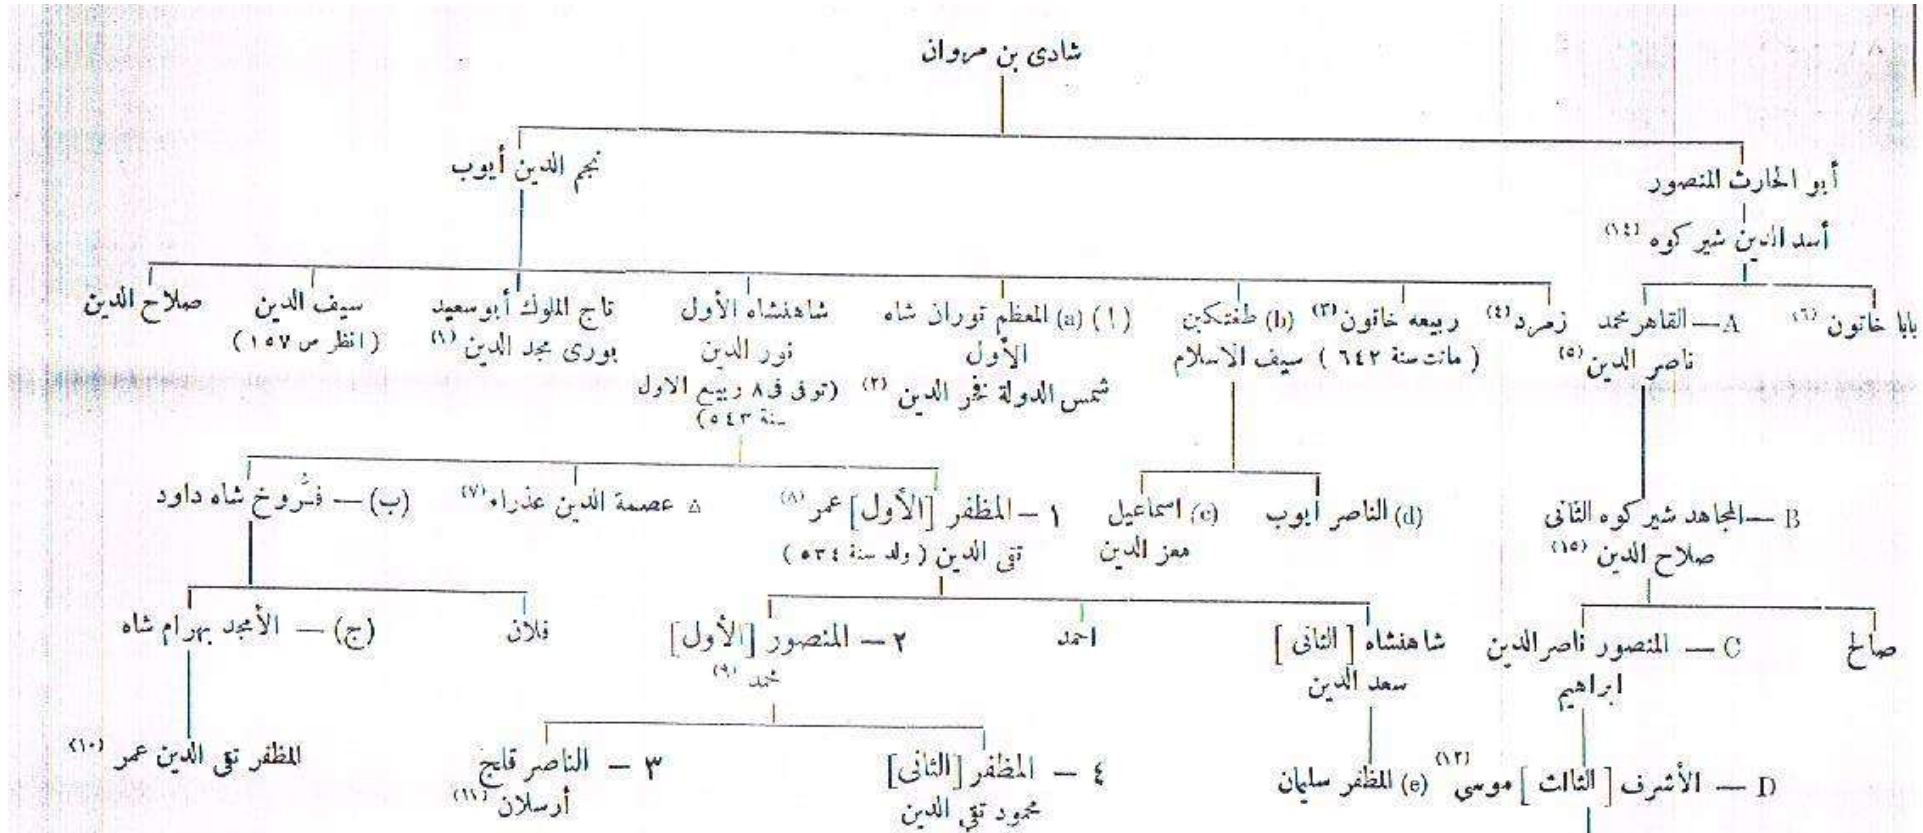 شادى بن مروان
أبو الحارث المنصور
نجم الدين أيوب
أسد الدين شيركوه (١٤)
بابا خاتون (٦)
A — القاهر محمد
ناصر الدين (٥)
زمرد (٤)
ربيعه خاتون (٣)
( ماتت سنة ٦٤٢ )
(b) طغتكين
سيف الاسلام
(١) (a) المعظم توران شاه
الأول
شمس الدولة فخر الدين (٢)
شاهنشاه الأول
نور الدين
(توفى فى ٨ ربيع الاول
سنة ٥٤٣)
تاج الملوك أبو سعيد
بورى مجد الدين (١)
سيف الدين
( انظر ص ١٥٧ )
صلاح الدين
B — المجاهد شيركوه الثانى
صلاح الدين (١٥)
(d) الناصر أيوب
(c) اسماعيل
معز الدين
١ — المظفر [الأول] عمر (٨)
تقى الدين ( ولد سنة ٥٣٤ )
△ عصمة الدين عذراء (٧)
(ب) — فرُّوخ شاه داود
صالح
C — المنصور ناصر الدين
ابراهيم
شاهنشاه [ الثانى ]
سعد الدين
احمد
٢ — المنصور [الأول]
محمد (٩)
فلان
(ج) — الأمجد بهرام شاه
D — الأشرف [ الثالث ] موسى (١٢)
(e) المظفر سليمان
٤ — المظفر [الثانى]
محمود تقى الدين
٣ — الناصر قلج
أرسلان (١١)
المظفر تقى الدين عمر (١٠)